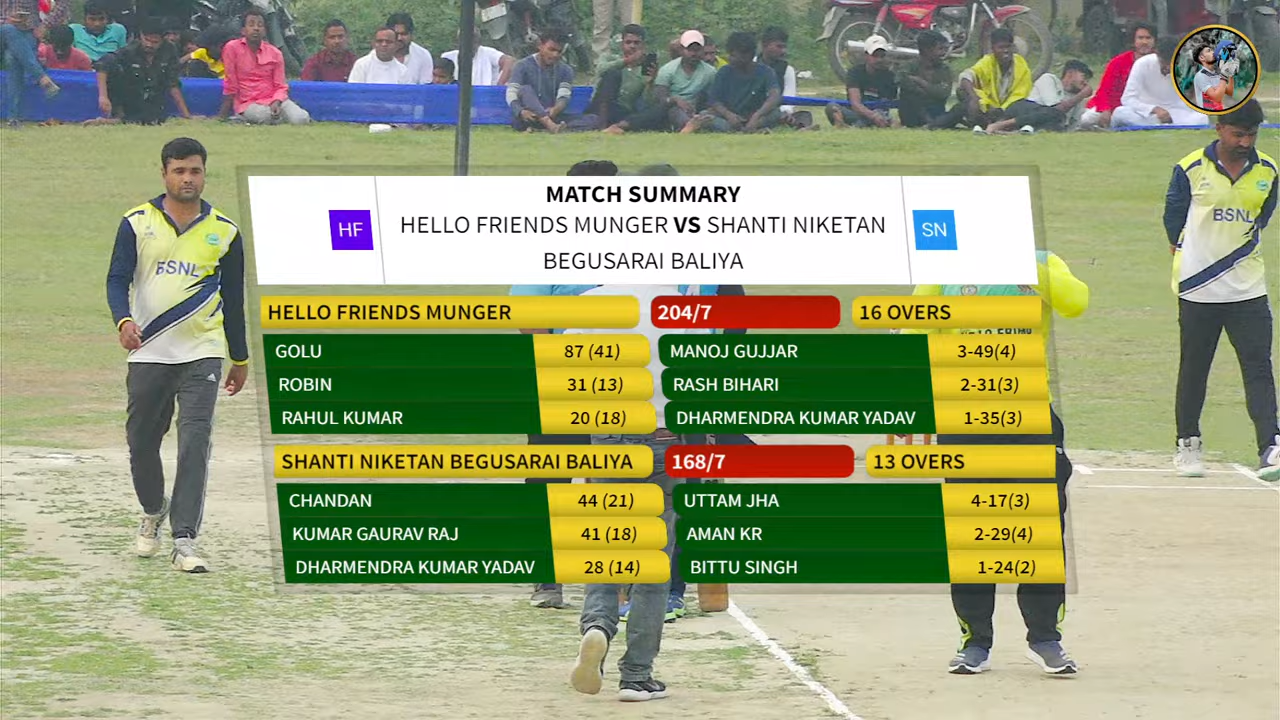 MATCH SUMMARY
HF
HELLO FRIENDS MUNGER VS SHANTI NIKETAN
BEGUSARAI BALIYA
SN
HELLO FRIENDS MUNGER 204/7 16 OVERS
GOLU 87 (41) MANOJ GUJJAR 3-49(4)
ROBIN 31 (13) RASH BIHARI 2-31(3)
RAHUL KUMAR 20 (18) DHARMENDRA KUMAR YADAV 1-35(3)
SHANTI NIKETAN BEGUSARAI BALIYA 168/7 13 OVERS
CHANDAN 44 (21) UTTAM JHA 4-17(3)
KUMAR GAURAV RAJ 41 (18) AMAN KR 2-29(4)
DHARMENDRA KUMAR YADAV 28 (14) BITTU SINGH 1-24(2)
BSNL
BSNL